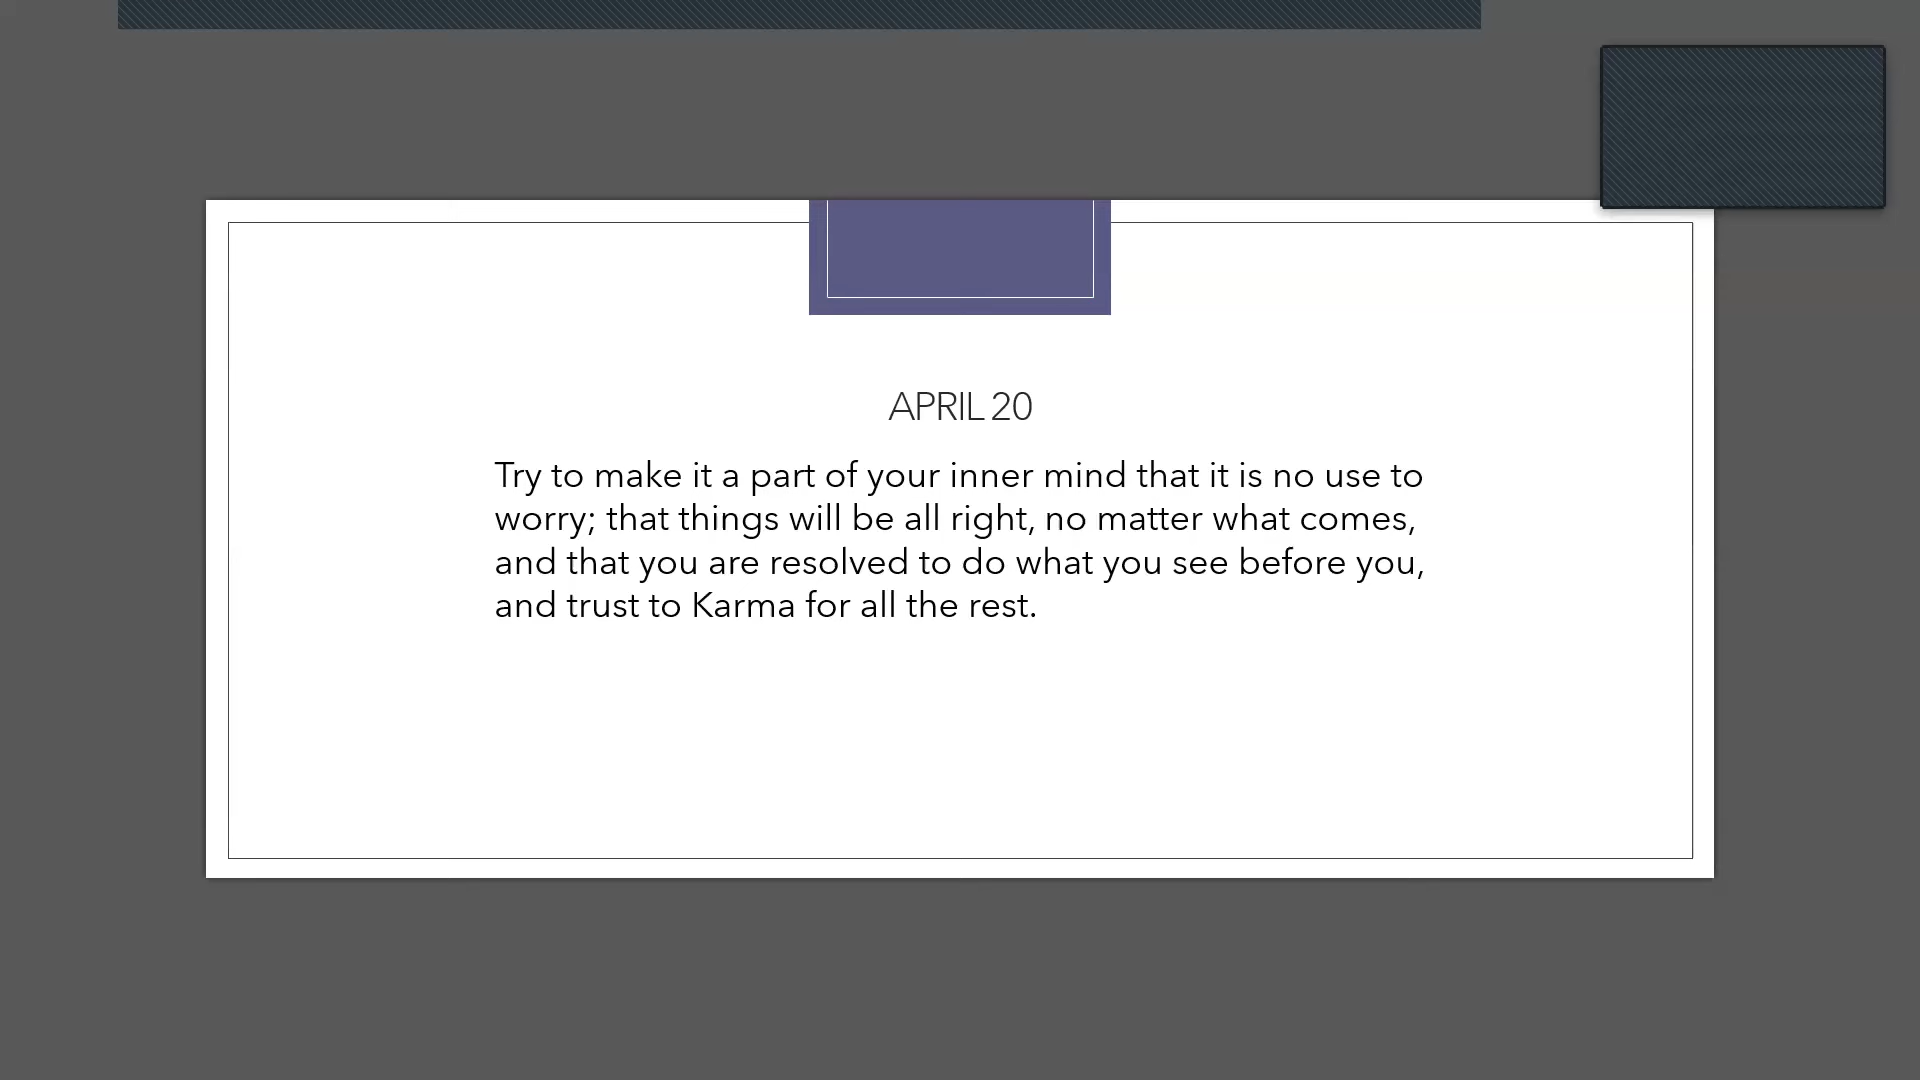 APRIL 20
Try to make it a part of your inner mind that it is no use to
worry; that things will be all right, no matter what comes,
and that you are resolved to do what you see before you,
and trust to Karma for all the rest.